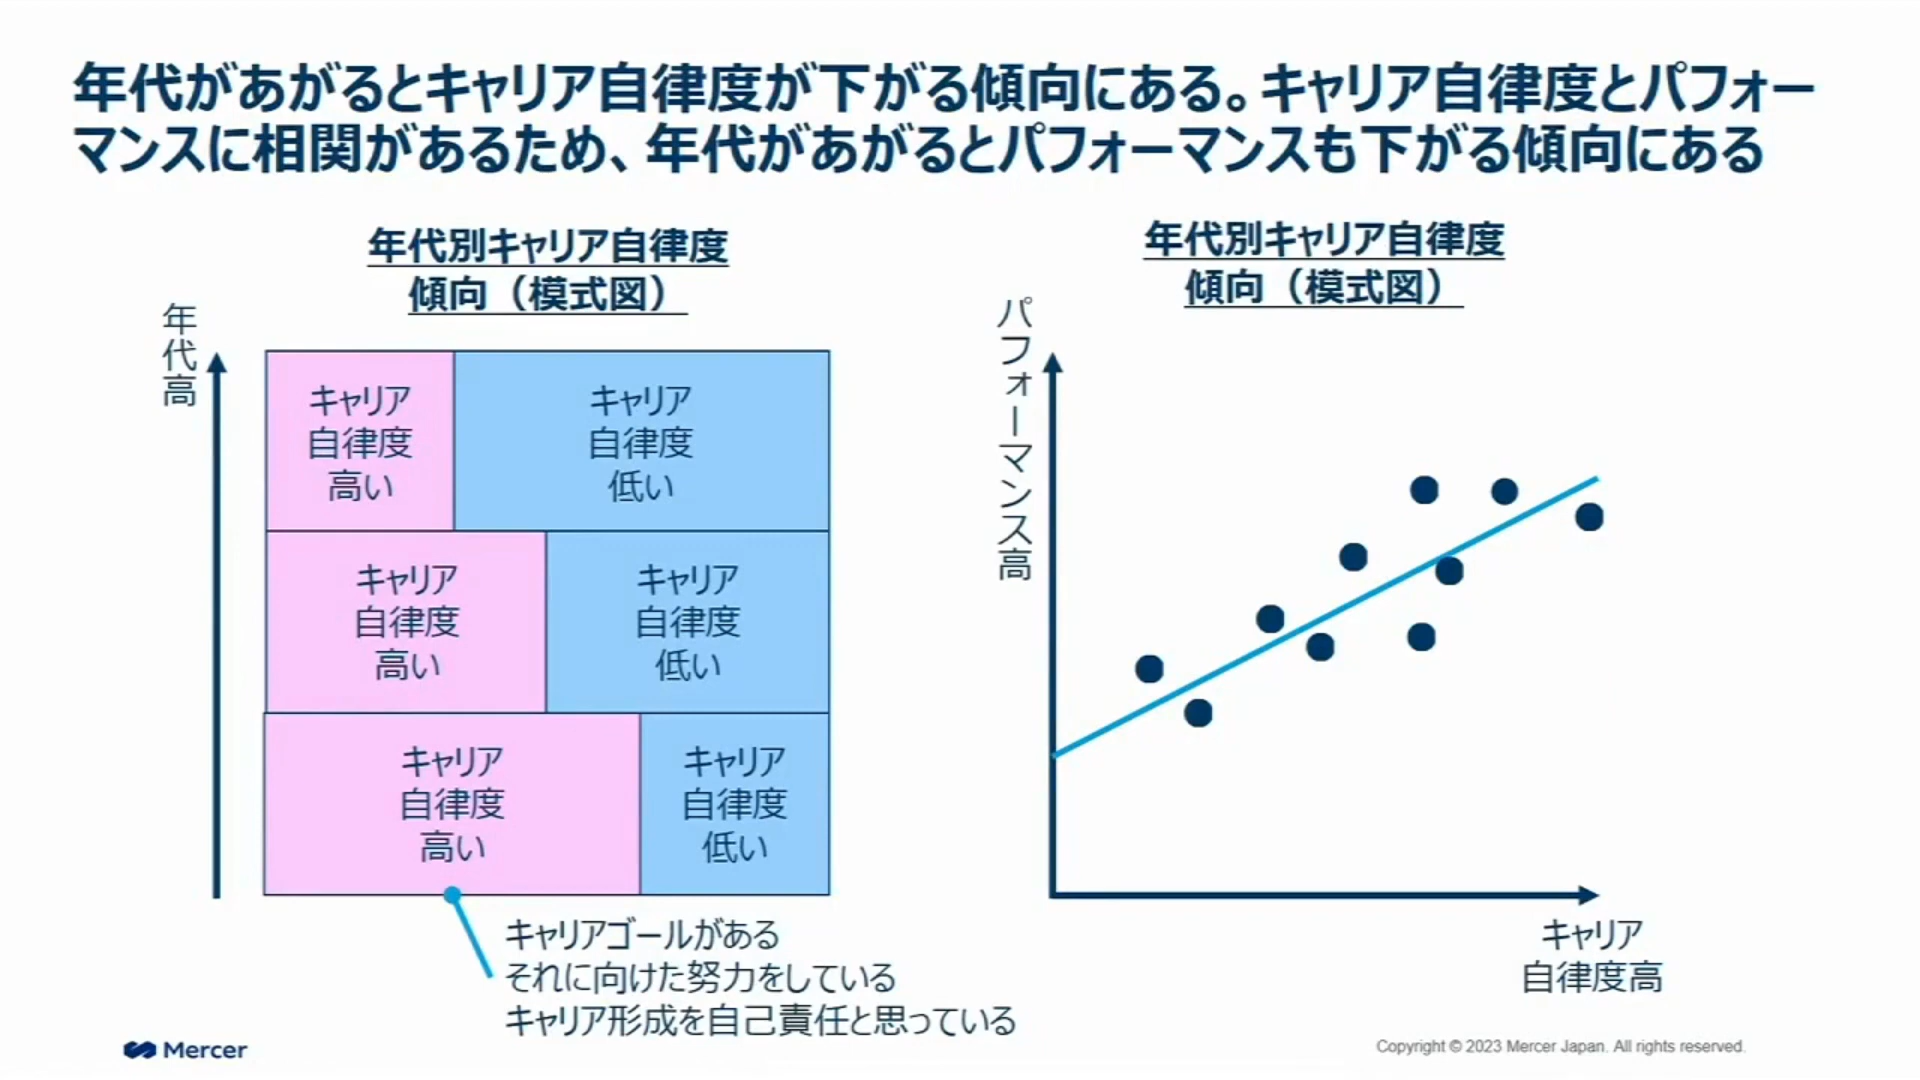 年代があがるとキャリア自律度が下がる傾向にある。キャリア自律度とパフォー
マンスに相関があるため、年代があがるとパフォーマンスも下がる傾向にある
年代別キャリア自律度
傾向（模式図）
年代高
キャリア
自律度
高い
キャリア
自律度
低い
キャリア
自律度
高い
キャリア
自律度
低い
キャリア
自律度
高い
キャリア
自律度
低い
キャリアゴールがある
それに向けた努力をしている
キャリア形成を自己責任と思っている
年代別キャリア自律度
傾向（模式図）
パフォーマンス高
キャリア
自律度高
Mercer
Copyright © 2023 Mercer Japan. All rights reserved.